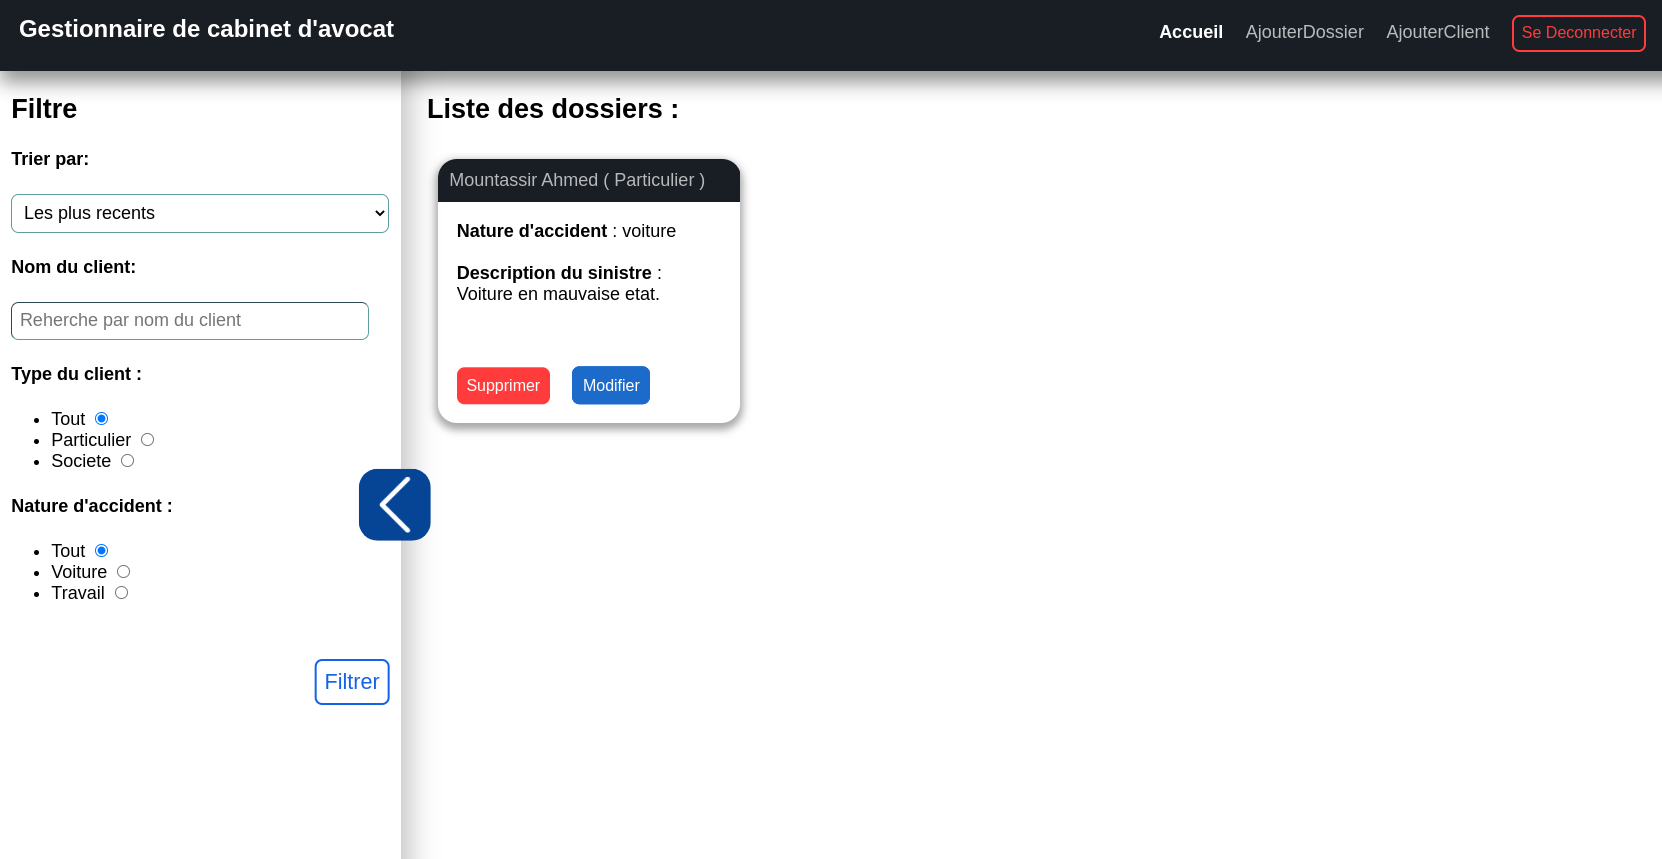 Gestionnaire de cabinet d'avocat
Accueil
AjouterDossier
AjouterClient
Se Deconnecter
Filtre
Trier par:
Les plus recents
Nom du client:
Reherche par nom du client
Type du client :
Tout
Particulier
Societe
Nature d'accident :
Tout
Voiture
Travail
Filtrer
Liste des dossiers :
Mountassir Ahmed ( Particulier )
Nature d'accident : voiture
Description du sinistre :
Voiture en mauvaise etat.
Supprimer
Modifier